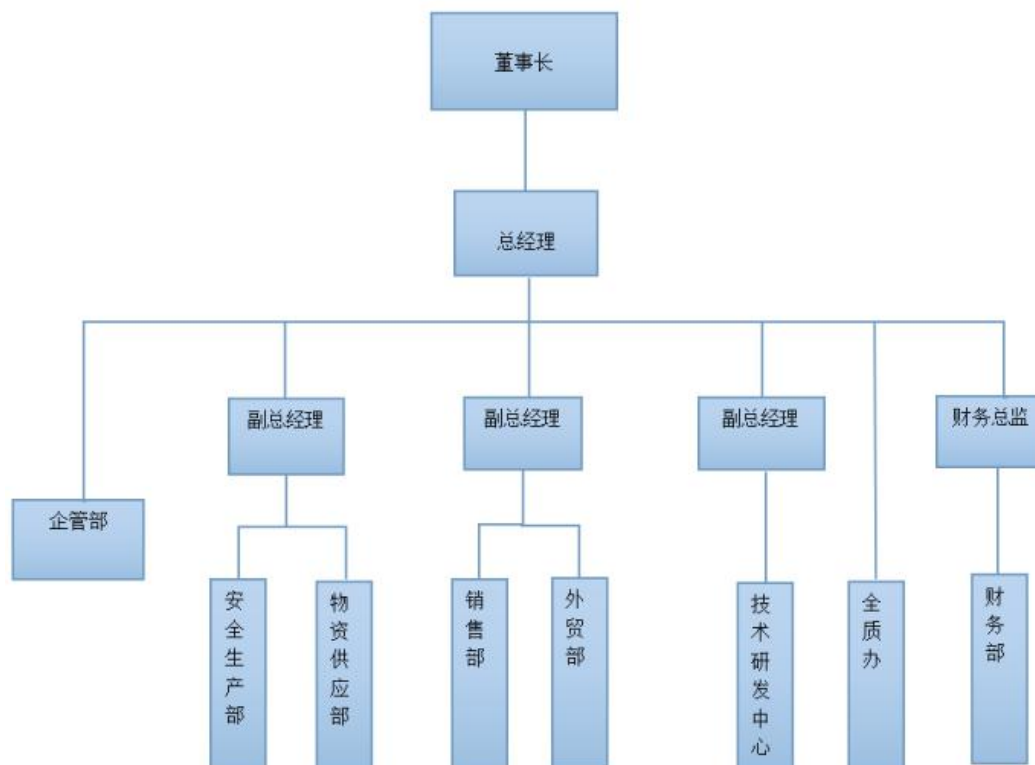 董事长
总经理
副总经理
副总经理
副总经理
财务总监
企管部
安全生产部
物资供应部
销售部
外贸部
技术研发中心
全质办
财务部